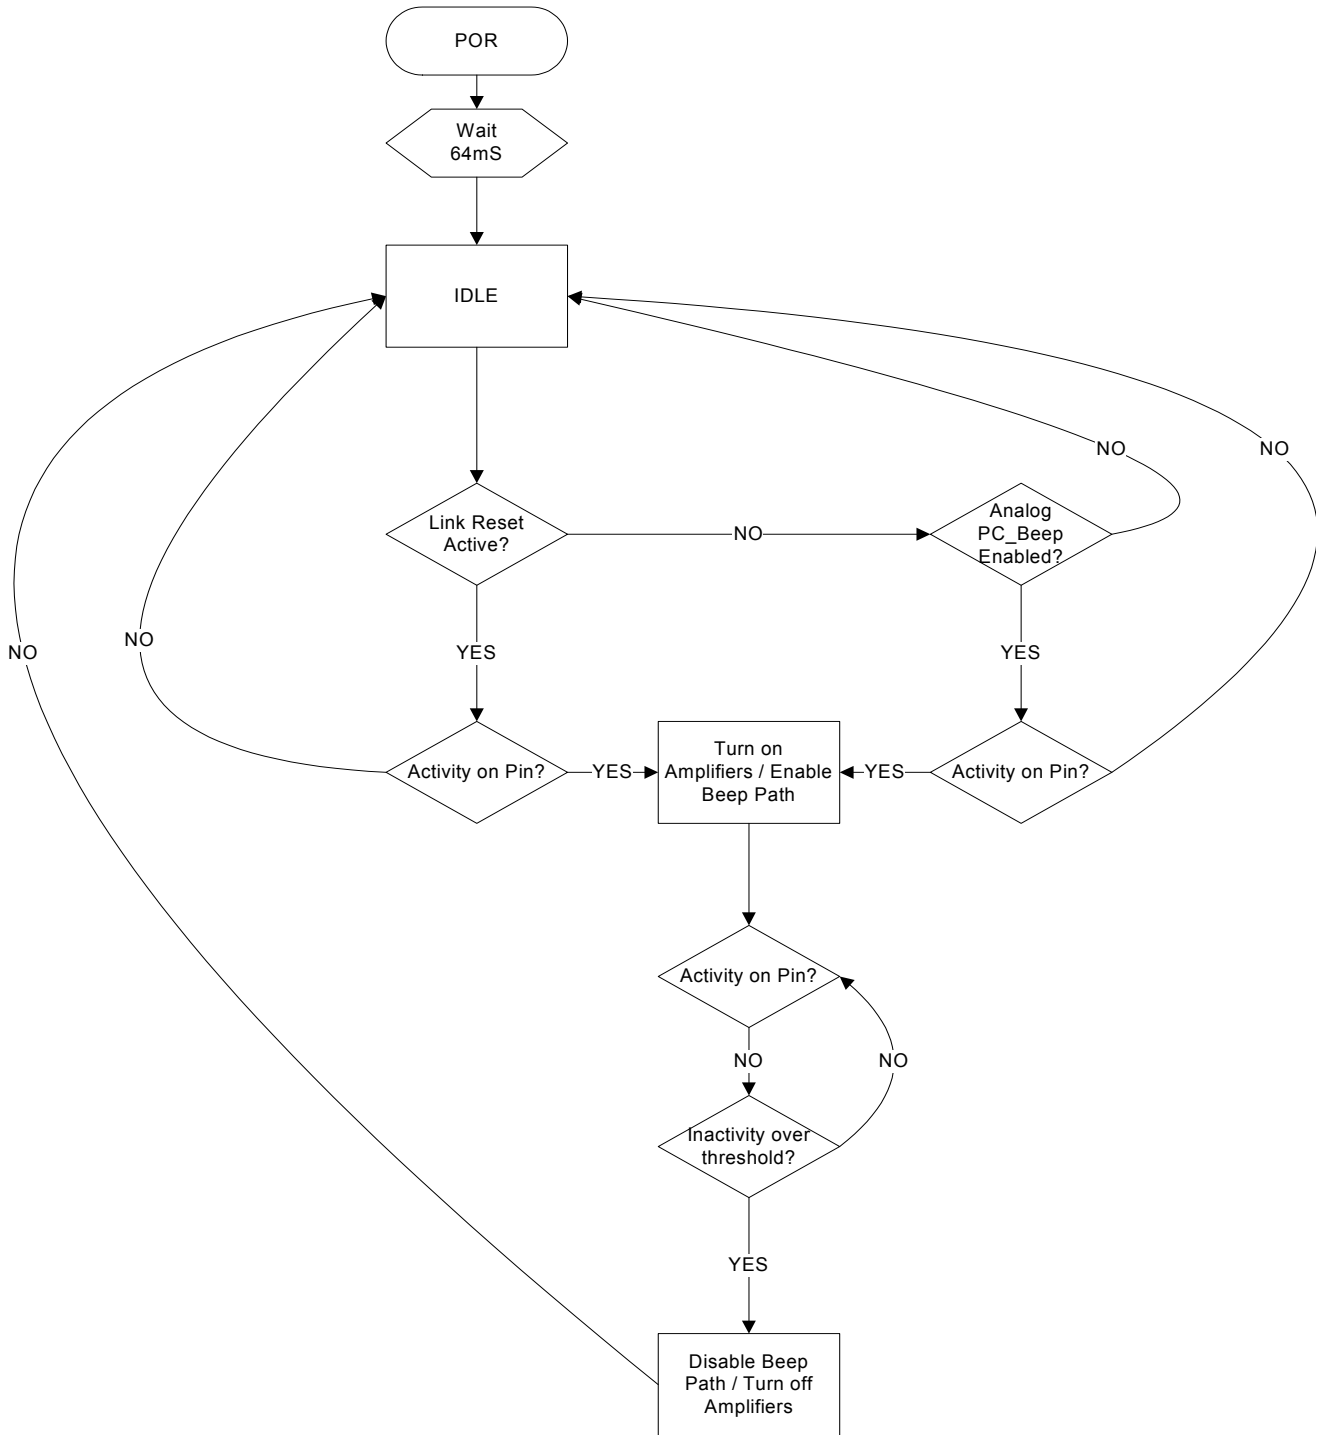 POR
Wait
64mS
IDLE
NO
NO
Link Reset
Active?
NO
Analog
PC_Beep
Enabled?
NO
NO
YES
YES
Activity on Pin?
YES
Turn on
Amplifiers / Enable
Beep Path
YES
Activity on Pin?
Activity on Pin?
NO
NO
Inactivity over
threshold?
YES
Disable Beep
Path / Turn off
Amplifiers